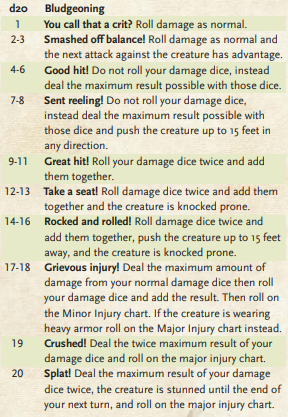 d20 Bludgeoning
1 You call that a crit? Roll damage as normal.
2-3 Smashed off balance! Roll damage as normal and
the next attack against the creature has advantage.
4-6 Good hit! Do not roll your damage dice, instead
deal the maximum result possible with those dice.
7-8 Sent reeling! Do not roll your damage dice,
instead deal the maximum result possible with
those dice and push the creature up to 15 feet in
any direction.
9-11 Great hit! Roll your damage dice twice and add
them together.
12-13 Take a seat! Roll damage dice twice and add them
together and the creature is knocked prone.
14-16 Rocked and rolled! Roll damage dice twice and
add them together, push the creature up to 15 feet
away, and the creature is knocked prone.
17-18 Grievous injury! Deal the maximum amount of
damage from your normal damage dice then roll
your damage dice and add the result. Then roll on
the Minor Injury chart. If the creature is wearing
heavy armor roll on the Major Injury chart instead.
19 Crushed! Deal the twice maximum result of your
damage dice and roll on the major injury chart.
20 Splat! Deal the maximum result of your damage
dice twice, the creature is stunned until the end of
your next turn, and roll on the major injury chart.